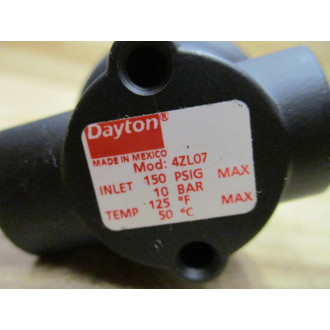 Dayton®
MADE IN MEXICO
Mod: 4ZL07
INLET 150 PSIG MAX
10 BAR
TEMP 125 °F MAX
50 °C